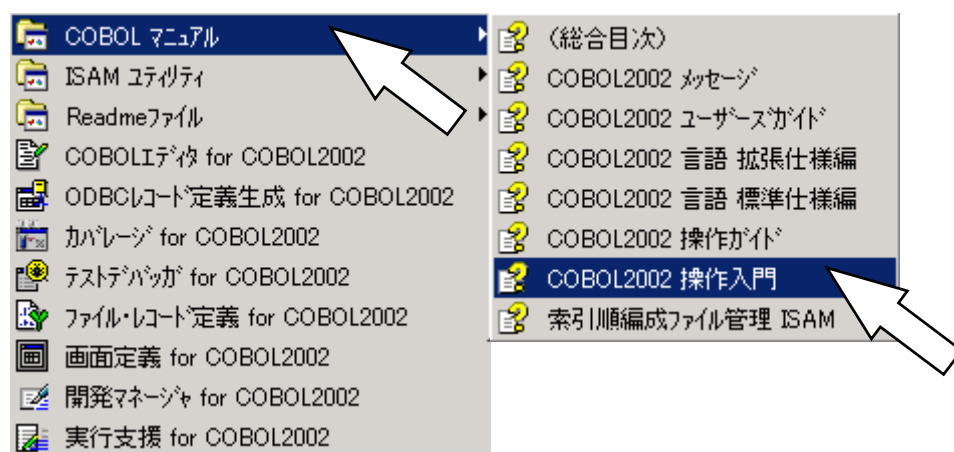 COBOL ﾏﾆｭｱﾙ
ISAM ﾕﾃｨﾘﾃｨ
Readmeﾌｧｲﾙ
COBOLｴﾃﾞｨﾀ for COBOL2002
ODBCﾚｺｰﾄﾞ定義生成 for COBOL2002
ｶﾊﾞﾚｰｼﾞ for COBOL2002
ﾃｽﾄﾃﾞﾊﾞｯｶﾞ for COBOL2002
ﾌｧｲﾙ･ﾚｺｰﾄﾞ定義 for COBOL2002
画面定義 for COBOL2002
開発ﾏﾈｰｼﾞｬ for COBOL2002
実行支援 for COBOL2002
(総合目次)
COBOL2002 ﾒｯｾｰｼﾞ
COBOL2002 ﾕｰｻﾞｰｽﾞｶﾞｲﾄﾞ
COBOL2002 言語 拡張仕様編
COBOL2002 言語 標準仕様編
COBOL2002 操作ｶﾞｲﾄﾞ
COBOL2002 操作入門
索引順編成ﾌｧｲﾙ管理 ISAM